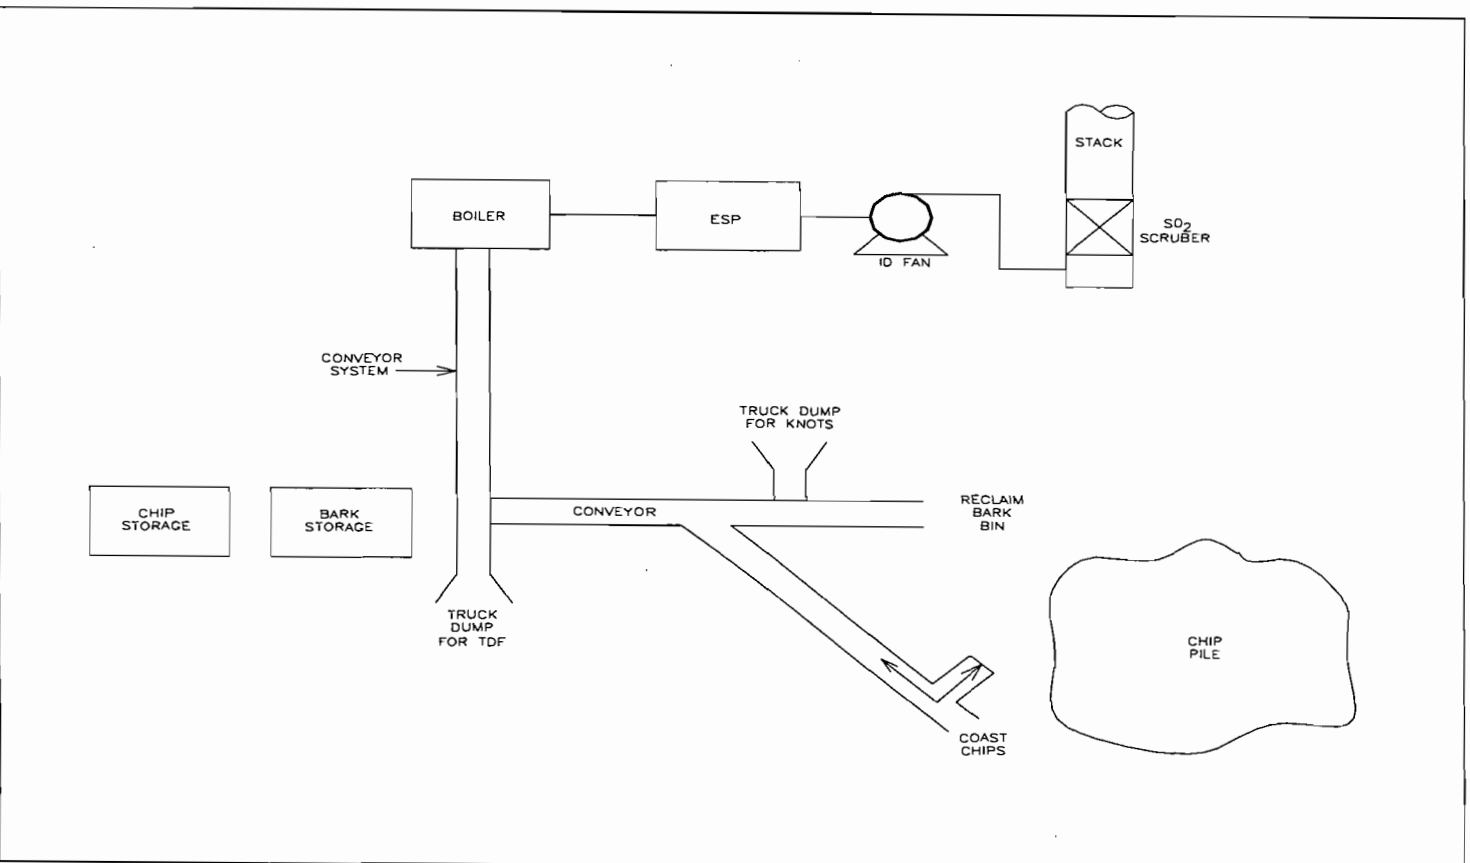 STACK
BOILER
ESP
SO2
SCRUBER
ID FAN
CONVEYOR
SYSTEM
TRUCK DUMP
FOR KNOTS
CHIP
STORAGE
BARK
STORAGE
CONVEYOR
RECLAIM
BARK
BIN
TRUCK
DUMP
FOR TDF
CHIP
PILE
COAST
CHIPS